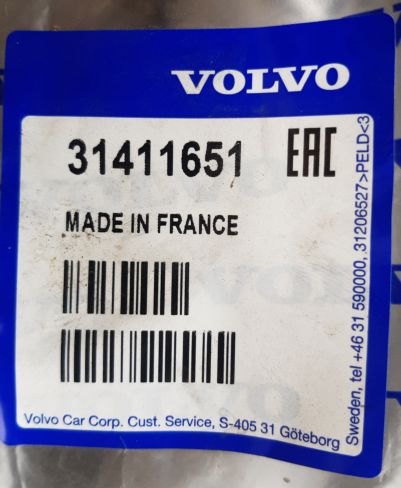 VOLVO
31411651
EAC
MADE IN FRANCE
Volvo Car Corp. Cust. Service, S-405 31 Göteborg
Sweden, tel +46 31 590000, 31206527>PELD<3